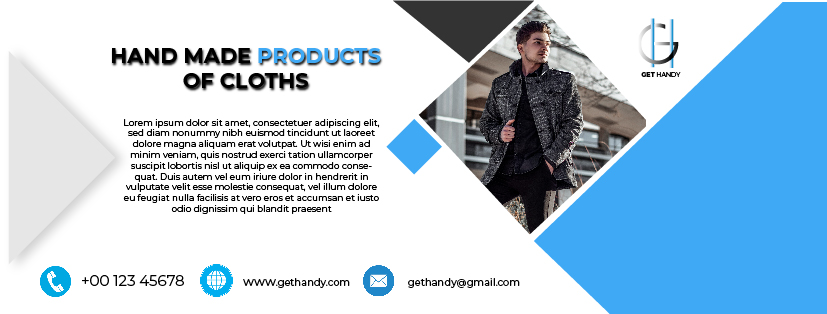 HAND MADE PRODUCTS
OF CLOTHS
Lorem ipsum dolor sit amet, consectetuer adipiscing elit,
sed diam nonummy nibh euismod tincidunt ut laoreet
dolore magna aliquam erat volutpat. Ut wisi enim ad
minim veniam, quis nostrud exerci tation ullamcorper
suscipit lobortis nisl ut aliquip ex ea commodo conse-
quat. Duis autem vel eum iriure dolor in hendrerit in
vulputate velit esse molestie consequat, vel illum dolore
eu feugiat nulla facilisis at vero eros et accumsan et iusto
odio dignissim qui blandit praesent
GH
GET HANDY
+00 123 45678
www.gethandy.com
gethandy@gmail.com